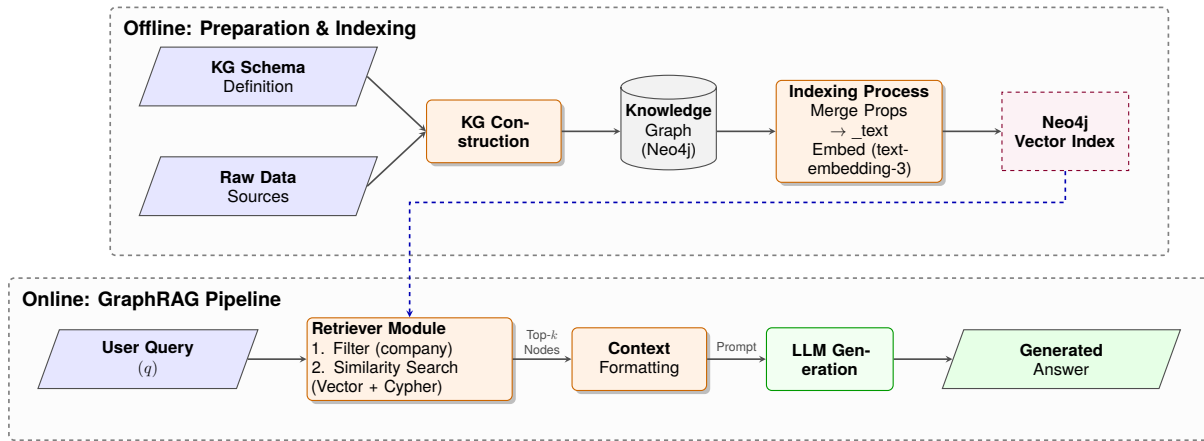 Offline: Preparation & Indexing
KG Schema
Definition
Raw Data
Sources
KG Con-
struction
Knowledge
Graph
(Neo4j)
Indexing Process
Merge Props
→ _text
Embed (text-
embedding-3)
Neo4j
Vector Index
Online: GraphRAG Pipeline
User Query
(q)
Retriever Module
1. Filter (company)
2. Similarity Search
(Vector + Cypher)
Top-k
Nodes
Context
Formatting
Prompt
LLM Gen-
eration
Generated
Answer